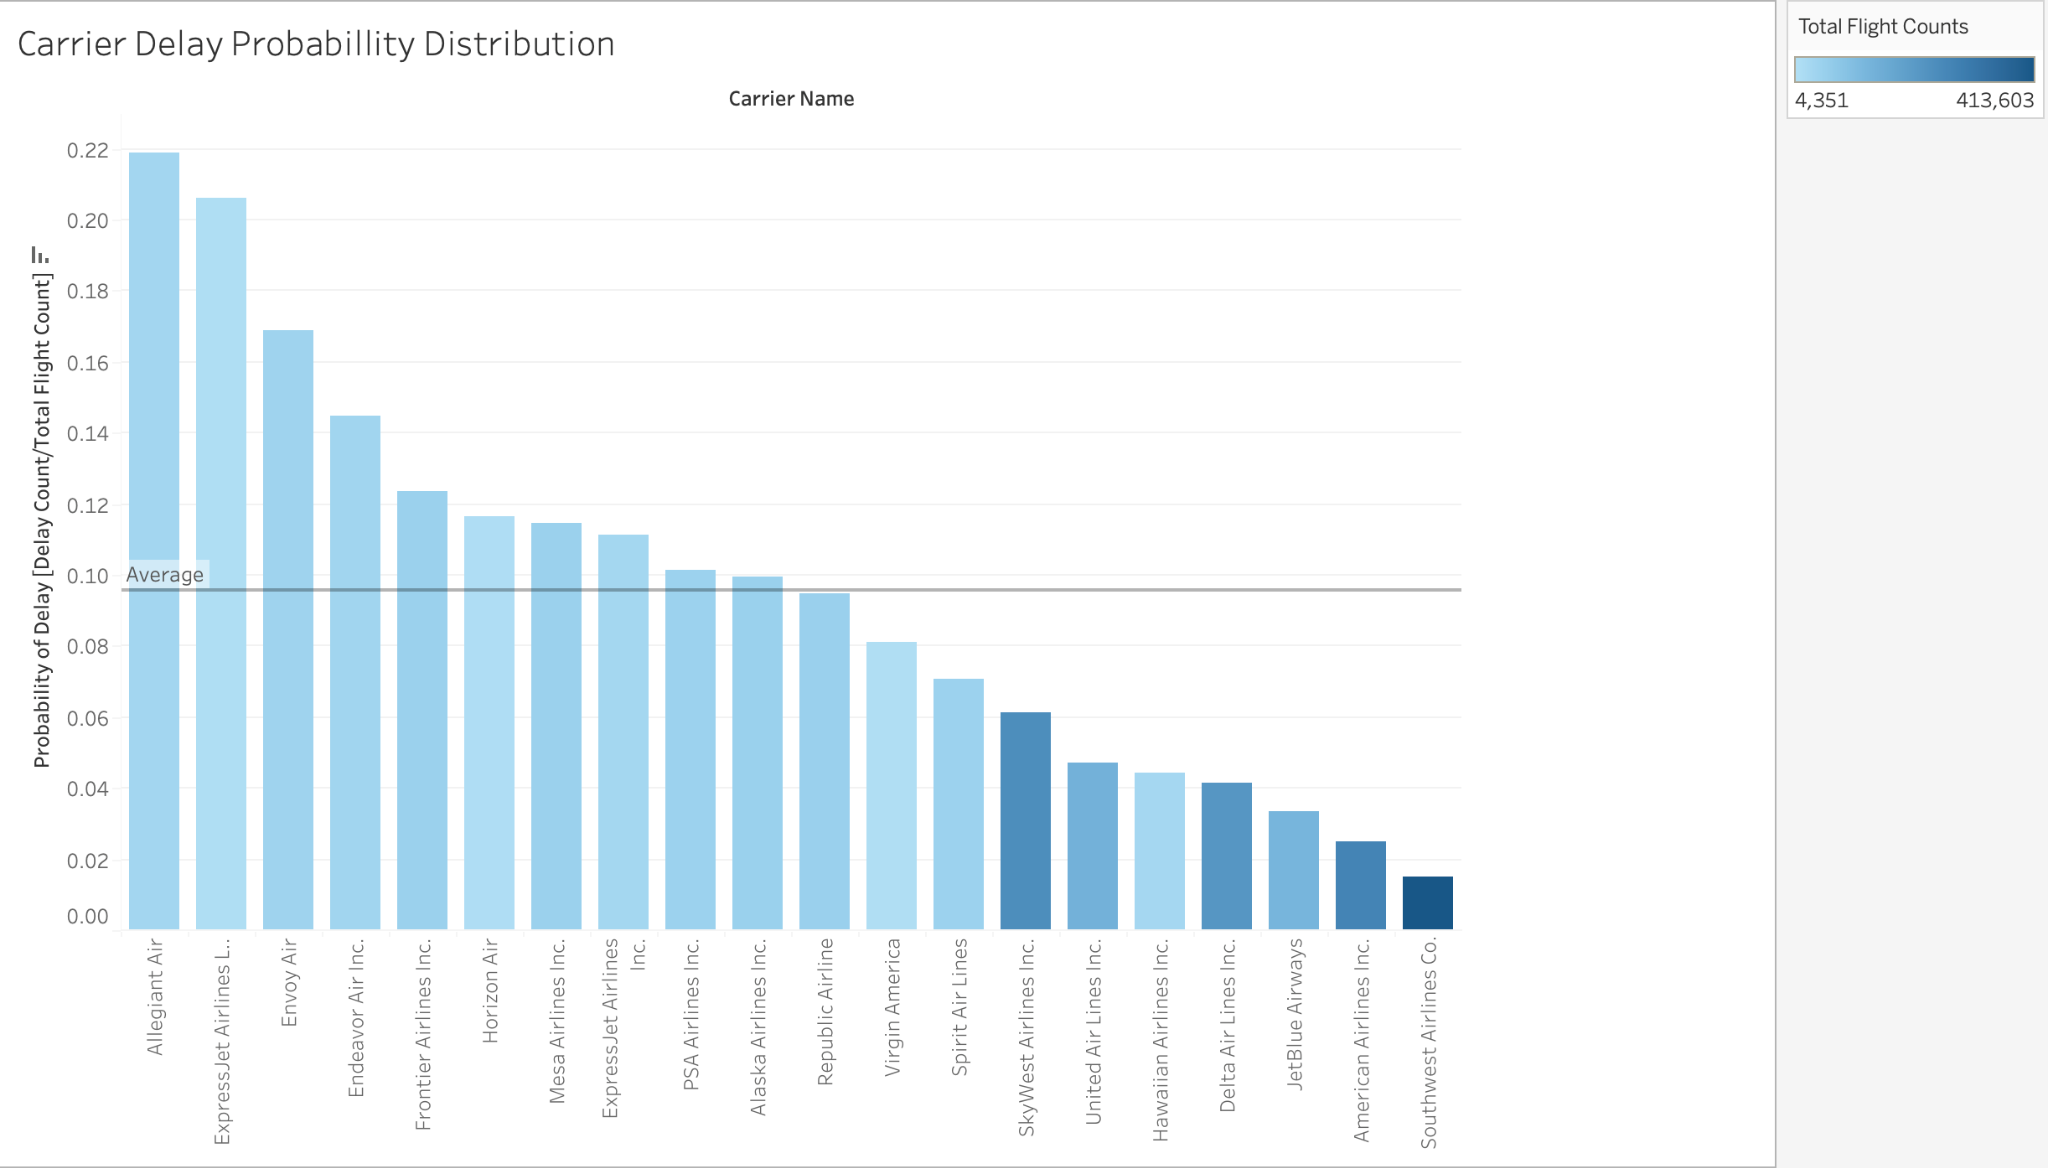 Carrier Delay Probabillity Distribution
Total Flight Counts
4,351
413,603
Carrier Name
Probability of Delay [Delay Count/Total Flight Count]
0.22
0.20
0.18
0.16
0.14
0.12
0.10
0.08
0.06
0.04
0.02
0.00
Average
Allegiant Air
ExpressJet Airlines L..
Envoy Air
Endeavor Air Inc.
Frontier Airlines Inc.
Horizon Air
Mesa Airlines Inc.
ExpressJet Airlines
Inc.
PSA Airlines Inc.
Alaska Airlines Inc.
Republic Airline
Virgin America
Spirit Air Lines
SkyWest Airlines Inc.
United Air Lines Inc.
Hawaiian Airlines Inc.
Delta Air Lines Inc.
JetBlue Airways
American Airlines Inc.
Southwest Airlines Co.